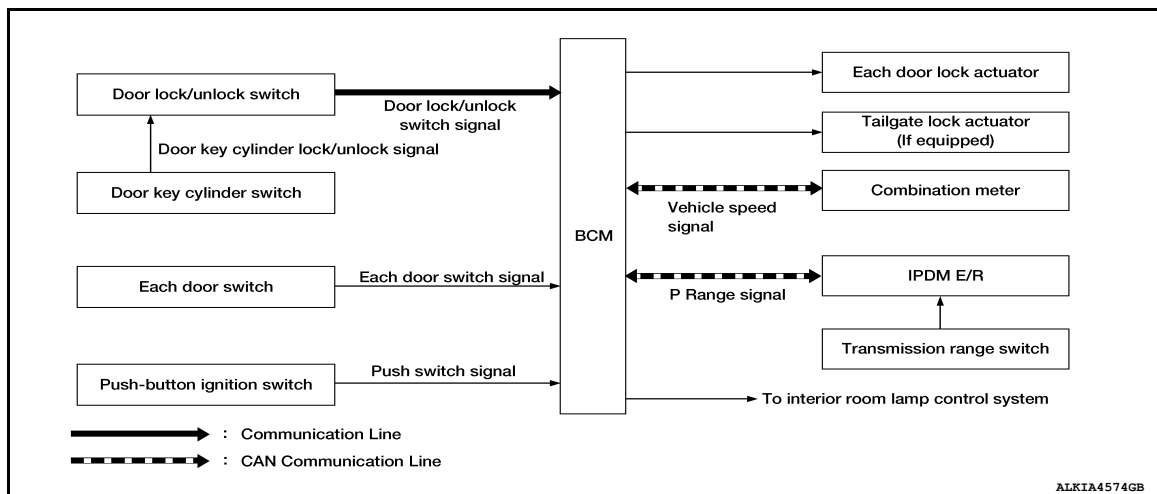 Door lock/unlock switch
Door lock/unlock
switch signal
Door key cylinder lock/unlock signal
Door key cylinder switch
Each door switch
Each door switch signal
Push-button ignition switch
Push switch signal
BCM
Each door lock actuator
Tailgate lock actuator
(If equipped)
Combination meter
Vehicle speed
signal
IPDM E/R
P Range signal
Transmission range switch
To interior room lamp control system
: Communication Line
: CAN Communication Line
ALKIA4574GB